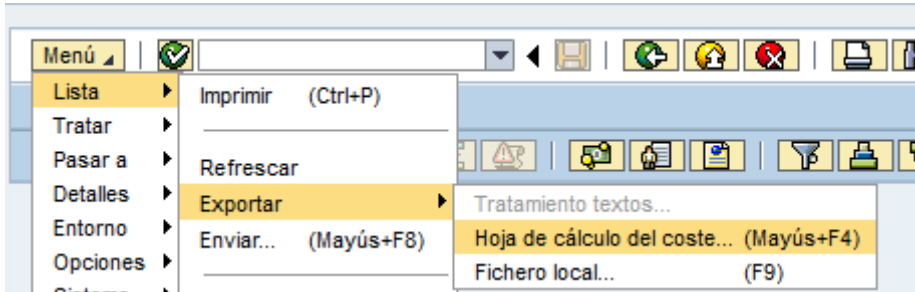 Menú
Lista
Imprimir (Ctrl+P)
Tratar
Pasar a
Refrescar
Detalles
Exportar
Tratamiento textos...
Entorno
Enviar... (Mayús+F8)
Hoja de cálculo del coste... (Mayús+F4)
Opciones
Fichero local... (F9)